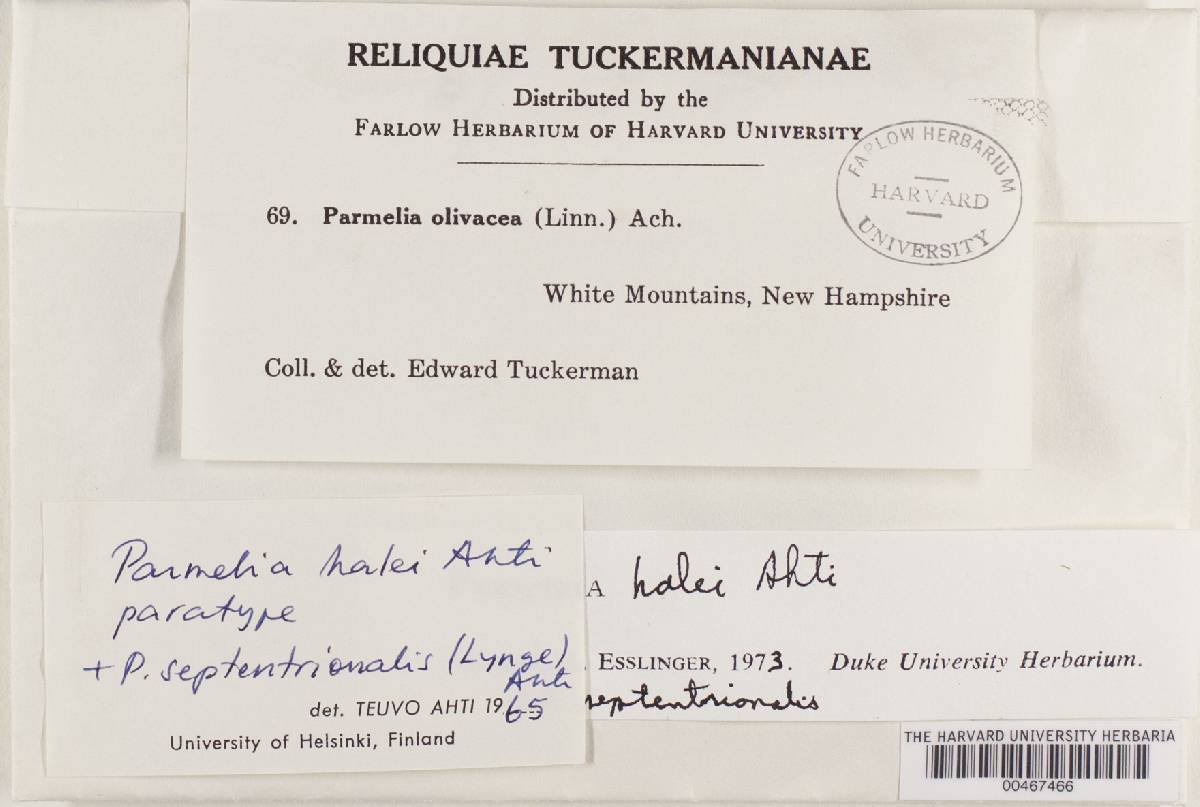 RELIQUIAE TUCKERMANIANAE
Distributed by the
FARLOW HERBARIUM OF HARVARD UNIVERSITY
FARLOW HERBARIUM
HARVARD
UNIVERSITY
69. Parmelia olivacea (Linn.) Ach.
White Mountains, New Hampshire
Coll. & det. Edward Tuckerman
Parmelia halei Ahti
paratype
+ P. septentrionalis (Lynge)
Ahti
det. TEUVO AHTI 1965
University of Helsinki, Finland
A halei Ahti
. ESSLINGER, 1973. Duke University Herbarium.
septentrionalis
THE HARVARD UNIVERSITY HERBARIA
00467466